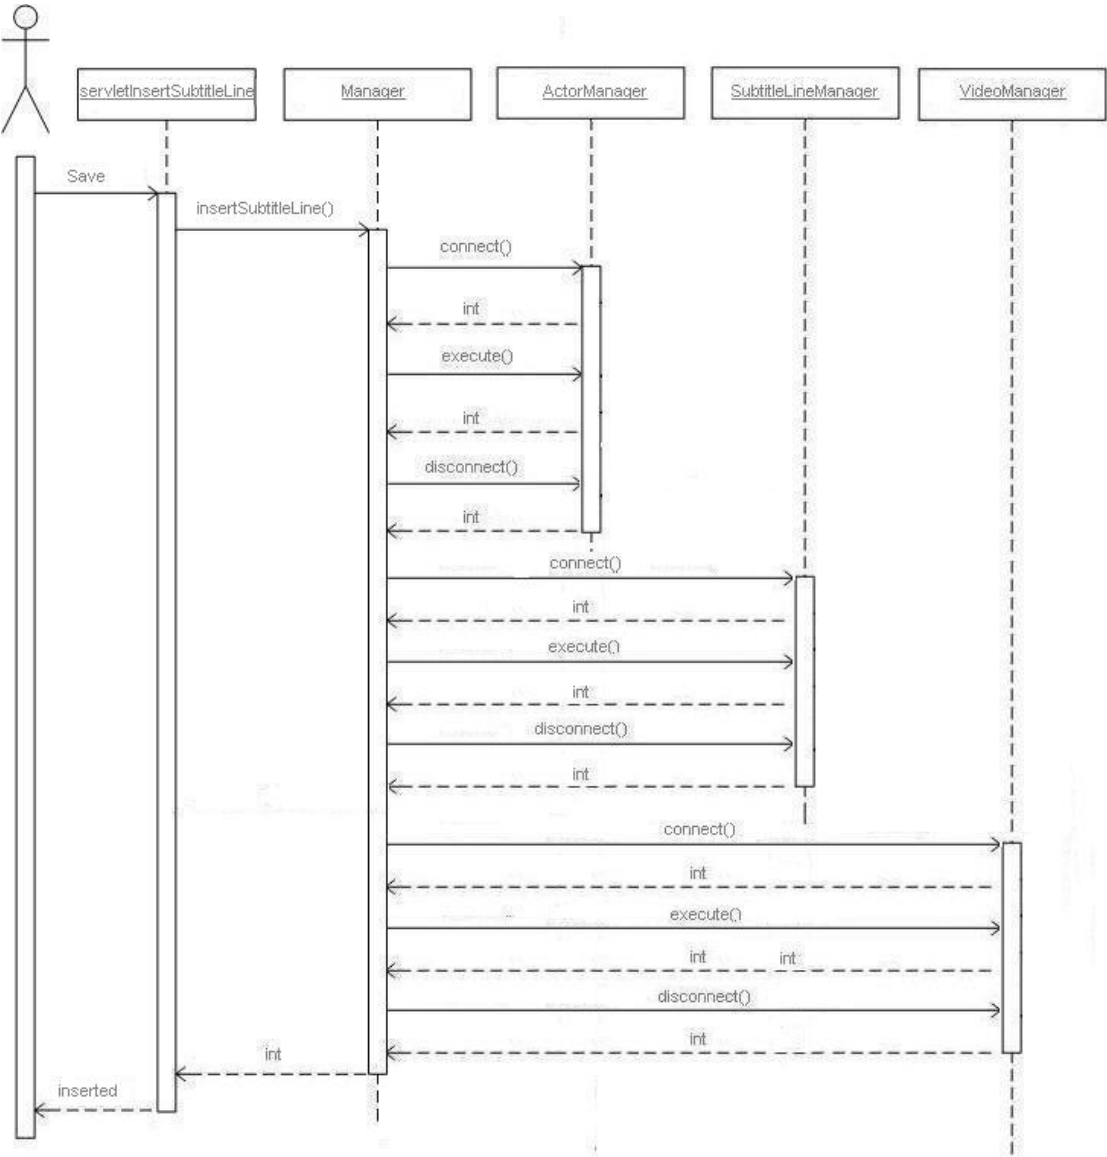 servletInsertSubtitleLine
Manager
ActorManager
SubtitleLineManager
VideoManager
Save
insertSubtitleLine()
connect()
int
execute()
int
disconnect()
int
connect()
int
execute()
int
disconnect()
int
connect()
int
execute()
int int
disconnect()
int
int
inserted